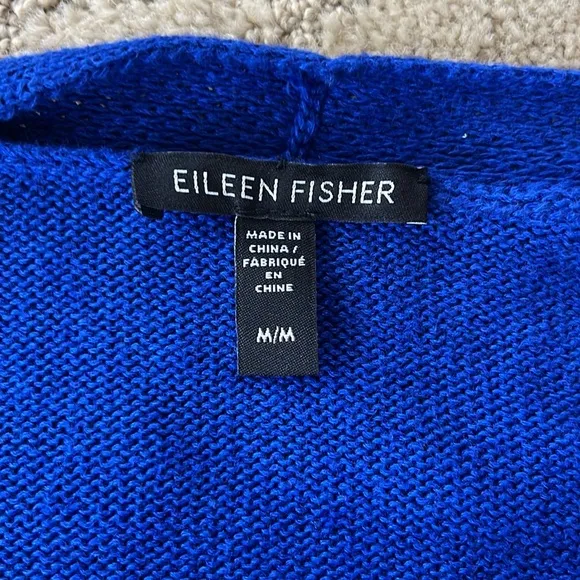 EILEEN FISHER
MADE IN
CHINA /
FABRIQUÉ
EN
CHINE
M/M